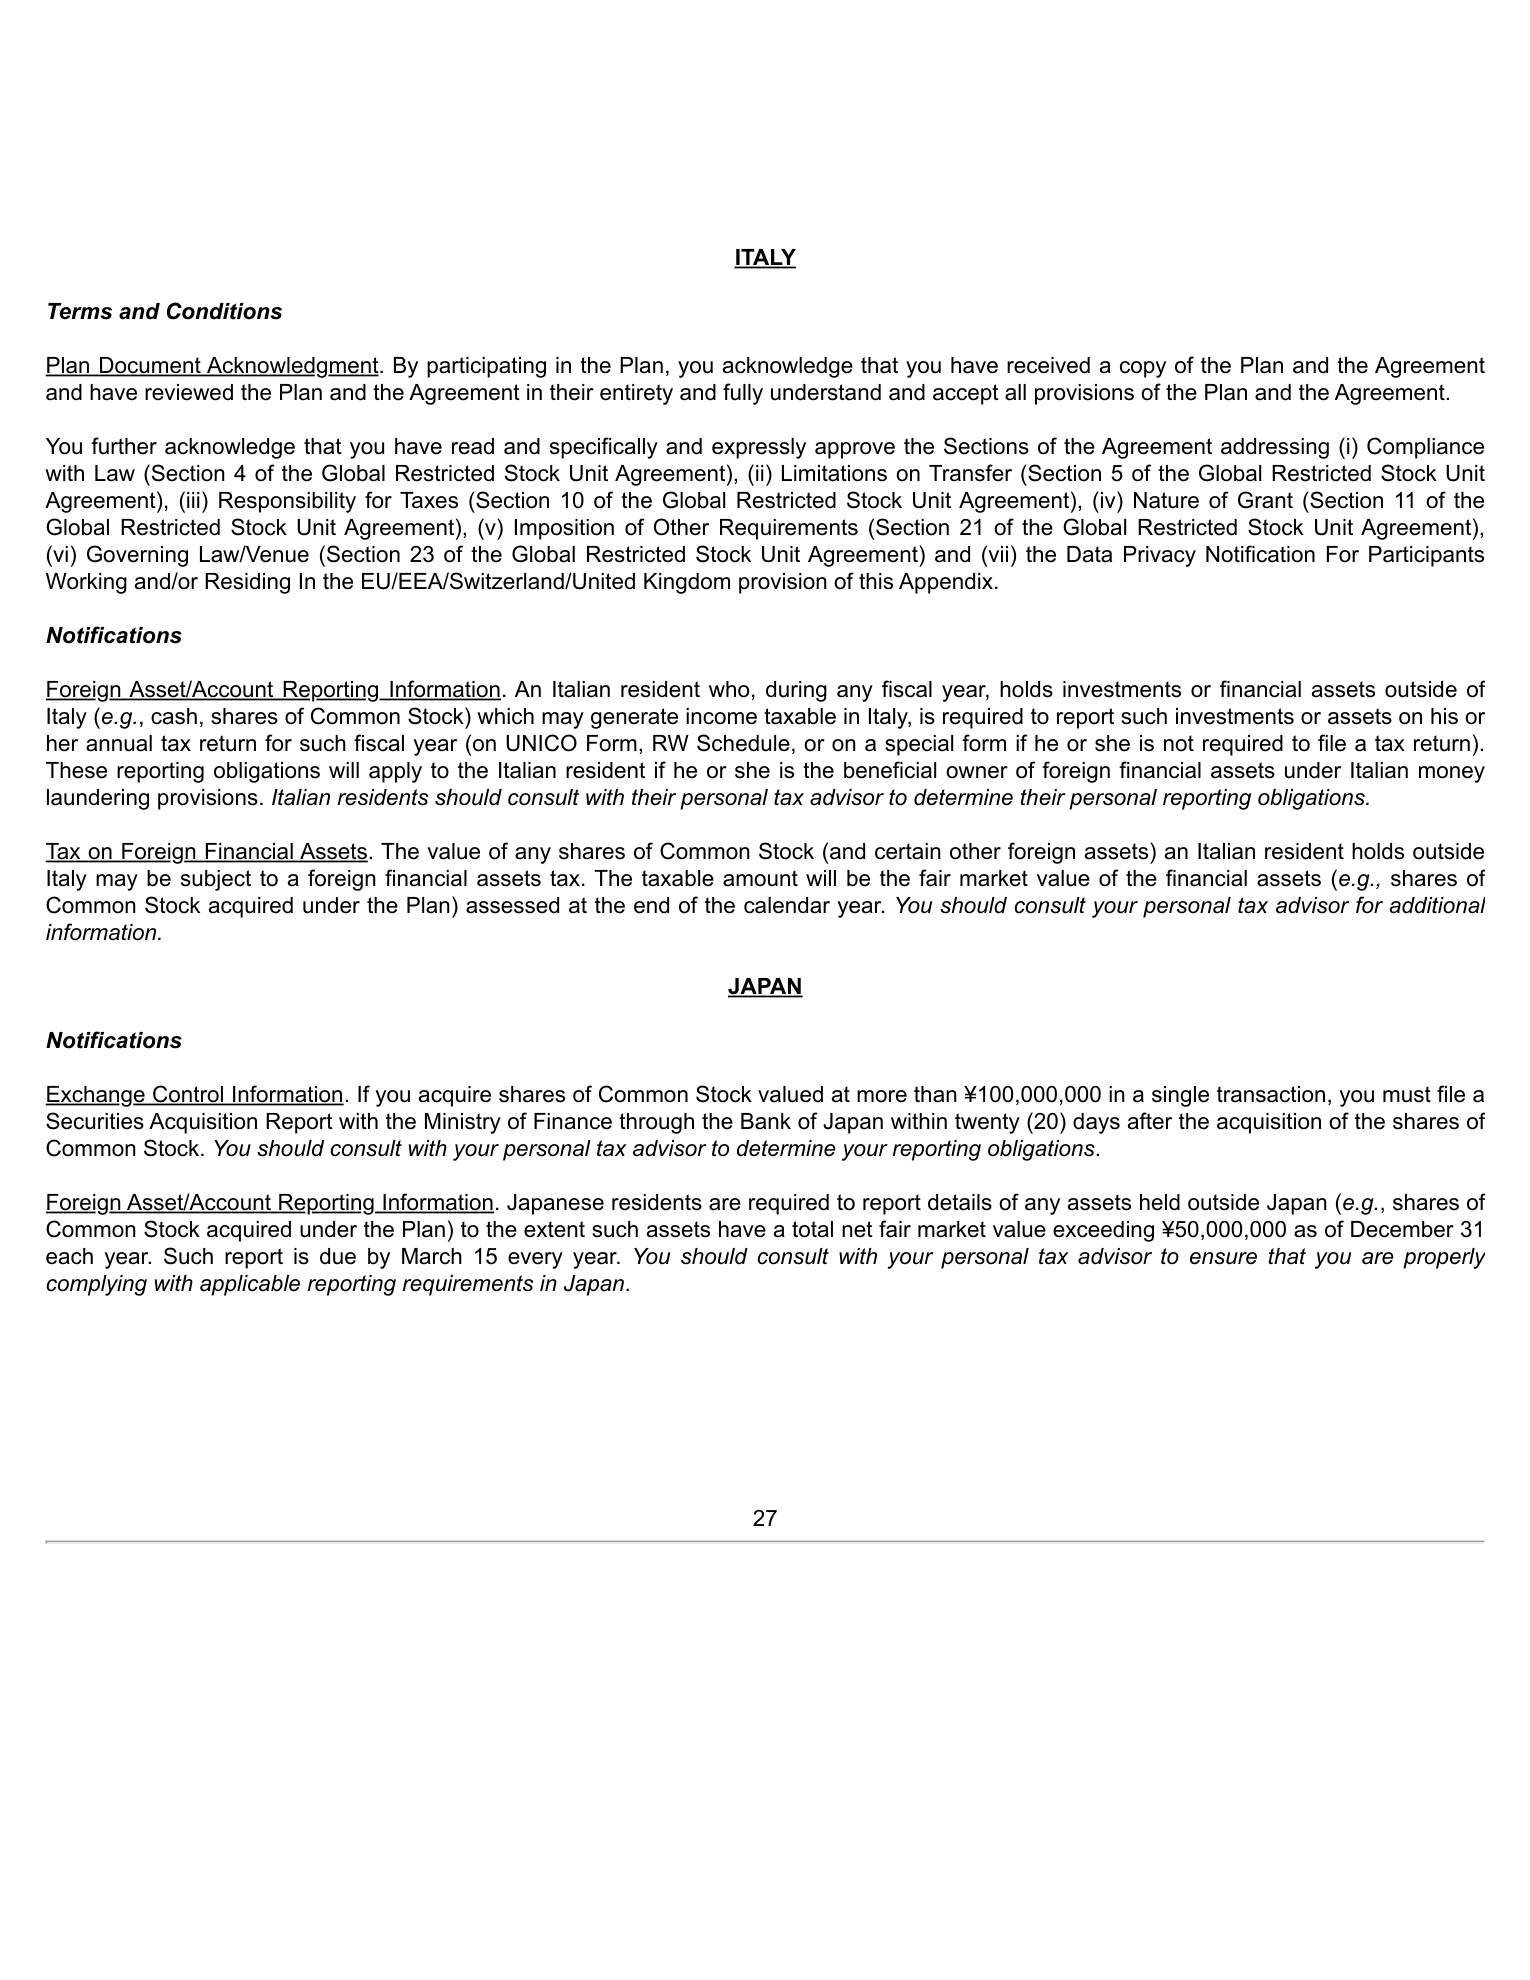 ITALY
Terms and Conditions
Plan Document Acknowledgment. By participating in the Plan, you acknowledge that you have received a copy of the Plan and the Agreement
and have reviewed the Plan and the Agreement in their entirety and fully understand and accept all provisions of the Plan and the Agreement.
You further acknowledge that you have read and specifically and expressly approve the Sections of the Agreement addressing (i) Compliance
with Law (Section 4 of the Global Restricted Stock Unit Agreement), (ii) Limitations on Transfer (Section 5 of the Global Restricted Stock Unit
Agreement), (iii) Responsibility for Taxes (Section 10 of the Global Restricted Stock Unit Agreement), (iv) Nature of Grant (Section 11 of the
Global Restricted Stock Unit Agreement), (v) Imposition of Other Requirements (Section 21 of the Global Restricted Stock Unit Agreement),
(vi) Governing Law/Venue (Section 23 of the Global Restricted Stock Unit Agreement) and (vii) the Data Privacy Notification For Participants
Working and/or Residing In the EU/EEA/Switzerland/United Kingdom provision of this Appendix.
Notifications
Foreign Asset/Account Reporting Information. An Italian resident who, during any fiscal year, holds investments or financial assets outside of
Italy (e.g., cash, shares of Common Stock) which may generate income taxable in Italy, is required to report such investments or assets on his or
her annual tax return for such fiscal year (on UNICO Form, RW Schedule, or on a special form if he or she is not required to file a tax return).
These reporting obligations will apply to the Italian resident if he or she is the beneficial owner of foreign financial assets under Italian money
laundering provisions. Italian residents should consult with their personal tax advisor to determine their personal reporting obligations.
Tax on Foreign Financial Assets. The value of any shares of Common Stock (and certain other foreign assets) an Italian resident holds outside
Italy may be subject to a foreign financial assets tax. The taxable amount will be the fair market value of the financial assets (e.g., shares of
Common Stock acquired under the Plan) assessed at the end of the calendar year. You should consult your personal tax advisor for additional
information.
JAPAN
Notifications
Exchange Control Information. If you acquire shares of Common Stock valued at more than ¥100,000,000 in a single transaction, you must file a
Securities Acquisition Report with the Ministry of Finance through the Bank of Japan within twenty (20) days after the acquisition of the shares of
Common Stock. You should consult with your personal tax advisor to determine your reporting obligations.
Foreign Asset/Account Reporting Information. Japanese residents are required to report details of any assets held outside Japan (e.g., shares of
Common Stock acquired under the Plan) to the extent such assets have a total net fair market value exceeding ¥50,000,000 as of December 31
each year. Such report is due by March 15 every year. You should consult with your personal tax advisor to ensure that you are properly
complying with applicable reporting requirements in Japan.
27